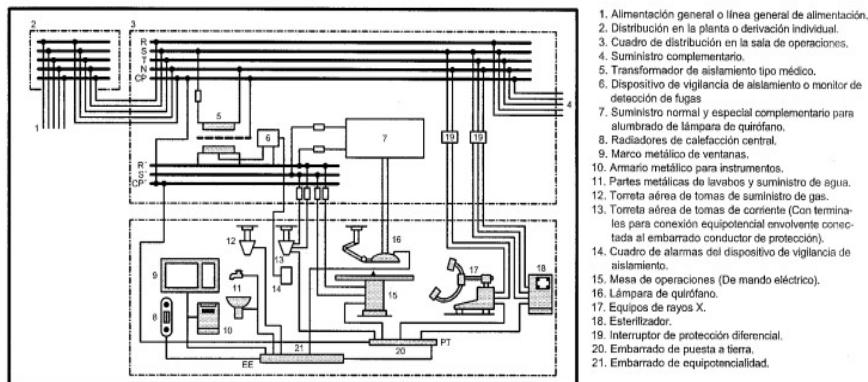 2
3
R
S
T
N
CP
1
4
5
6
7
19
19
R´
S´
CP´
12
13
14
16
17
18
9
11
15
8
10
21
20
PT
EE
1. Alimentación general o línea general de alimentación.
2. Distribución en la planta o derivación individual.
3. Cuadro de distribución en la sala de operaciones.
4. Suministro complementario.
5. Transformador de aislamiento tipo médico.
6. Dispositivo de vigilancia de aislamiento o monitor de
detección de fugas
7. Suministro normal y especial complementario para
alumbrado de lámpara de quirófano.
8. Radiadores de calefacción central.
9. Marco metálico de ventanas.
10. Armario metálico para instrumentos.
11. Partes metálicas de lavabos y suministro de agua.
12. Torreta aérea de tomas de suministro de gas.
13. Torreta aérea de tomas de corriente (Con termina-
les para conexión equipotencial envolvente conec-
tada al embarrado conductor de protección).
14. Cuadro de alarmas del dispositivo de vigilancia de
aislamiento.
15. Mesa de operaciones (De mando eléctrico).
16. Lámpara de quirófano.
17. Equipos de rayos X.
18. Esterilizador.
19. Interruptor de protección diferencial.
20. Embarrado de puesta a tierra.
21. Embarrado de equipotencialidad.